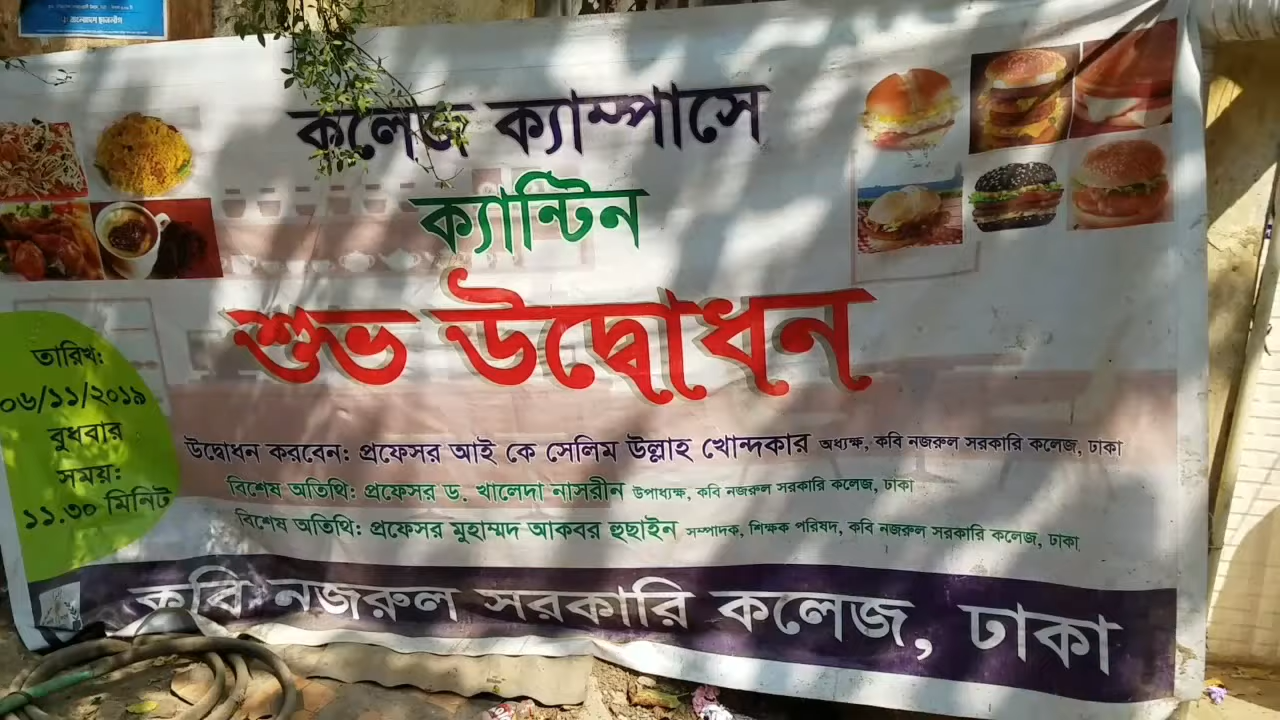 কলেজ ক্যাম্পাসে
ক্যান্টিন
শুভ উদ্বোধন
তারিখ:
০৬/১১/২০১৯
বুধবার
সময়:
১১.৩০ মিনিট
উদ্বোধন করবেন: প্রফেসর আই কে সেলিম উল্লাহ খোন্দকার অধ্যক্ষ, কবি নজরুল সরকারি কলেজ, ঢাকা
বিশেষ অতিথি: প্রফেসর ড. খালেদা নাসরীন উপাধ্যক্ষ, কবি নজরুল সরকারি কলেজ, ঢাকা
বিশেষ অতিথি: প্রফেসর মুহাম্মদ আকবর হুছাইন সম্পাদক, শিক্ষক পরিষদ, কবি নজরুল সরকারি কলেজ, ঢাকা
কবি নজরুল সরকারি কলেজ, ঢাকা